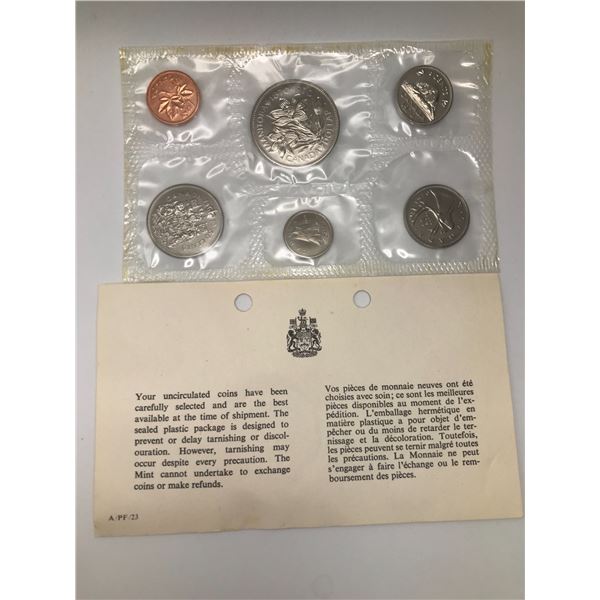 MANITOBA
CANADA
Your uncirculated coins have been
carefully selected and are the best
available at the time of shipment. The
sealed plastic package is designed to
prevent or delay tarnishing or discol-
ouration. However, tarnishing may
occur despite every precaution. The
Mint cannot undertake to exchange
coins or make refunds.
Vos pièces de monnaie neuves ont été
choisies avec soin; ce sont les meilleures
pièces disponibles au moment de l'ex-
pédition. L'emballage hermétique en
matière plastique a pour objet d'em-
pêcher ou du moins de retarder le ter-
nissage et la décoloration. Toutefois,
les pièces peuvent se ternir malgré toutes
les précautions. La Monnaie ne peut
s'engager à faire l'échange ou le rem-
boursement des pièces.
A/PF/23